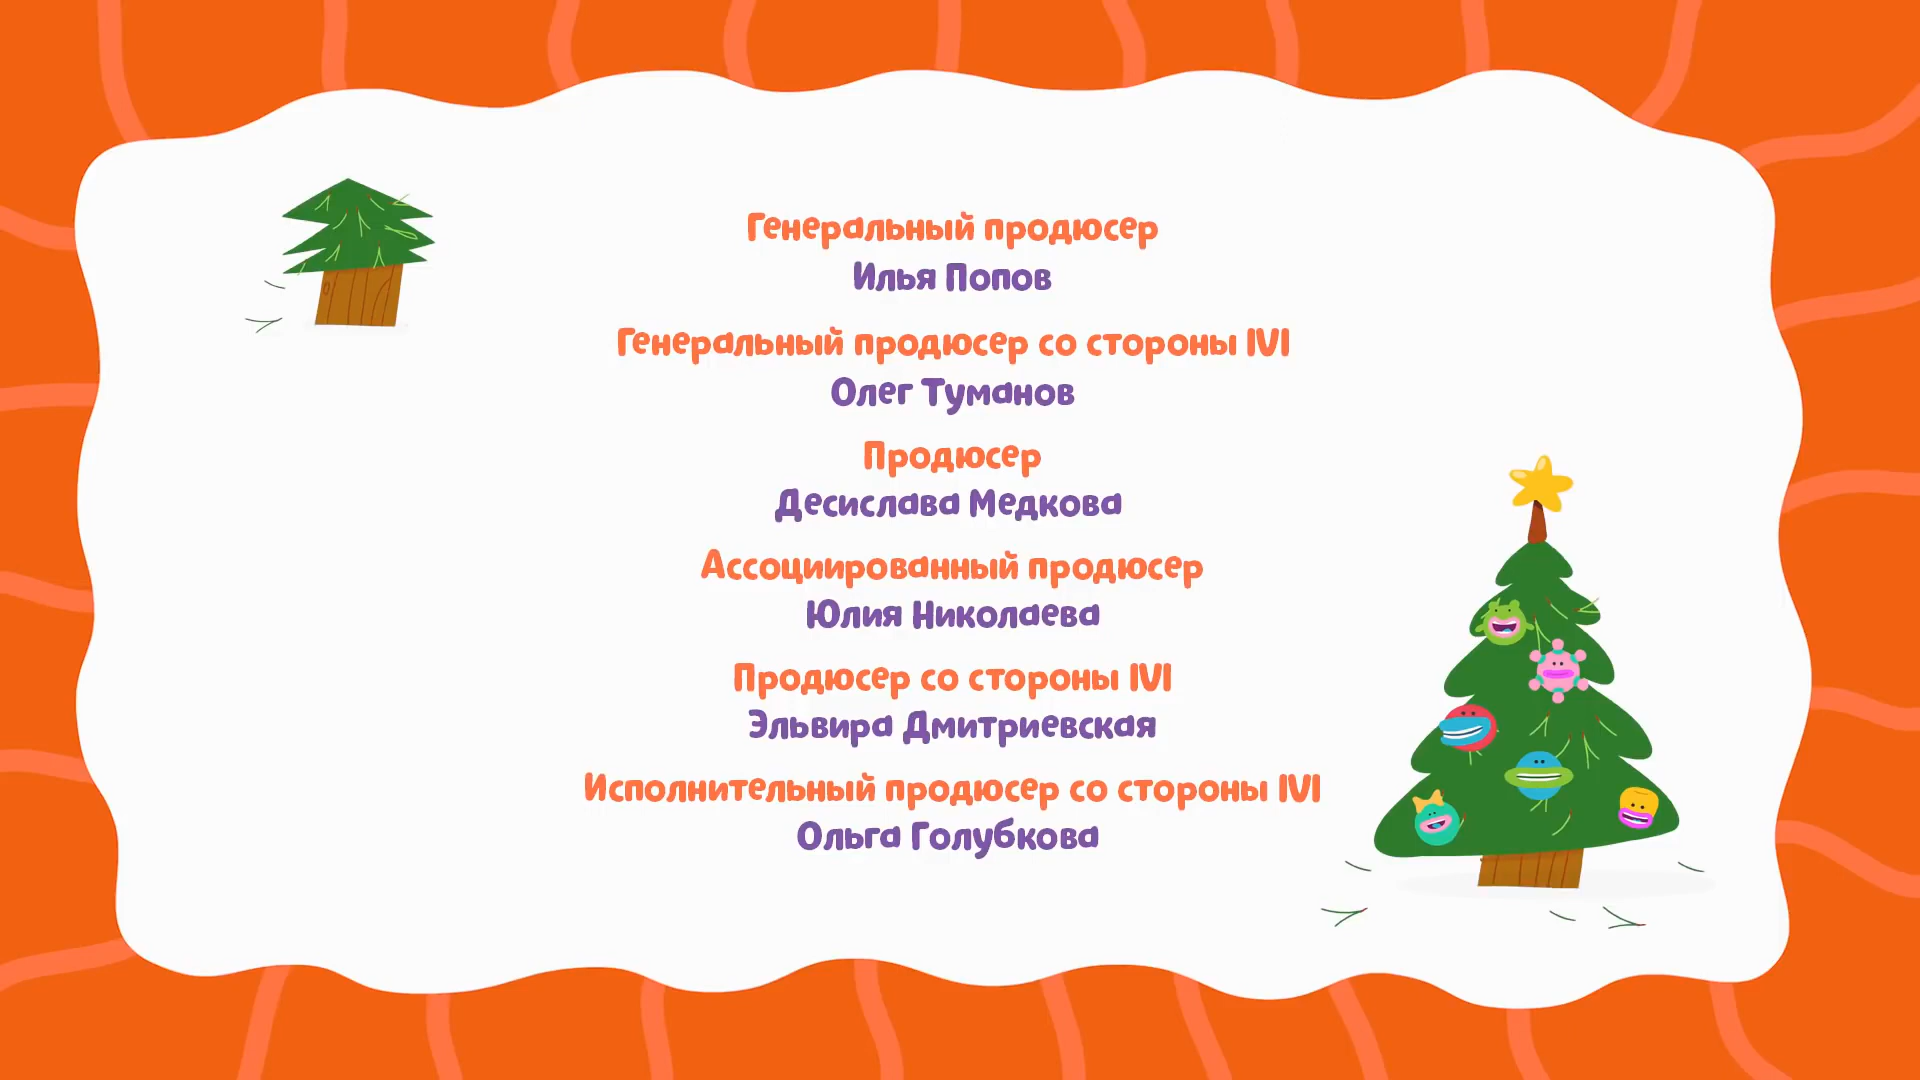 Генеральный продюсер
Илья Попов
Генеральный продюсер со стороны IVI
Олег Туманов
Продюсер
Десислава Медкова
Ассоциированный продюсер
Юлия Николаева
Продюсер со стороны IVI
Эльвира Дмитриевская
Исполнительный продюсер со стороны IVI
Ольга Голубкова